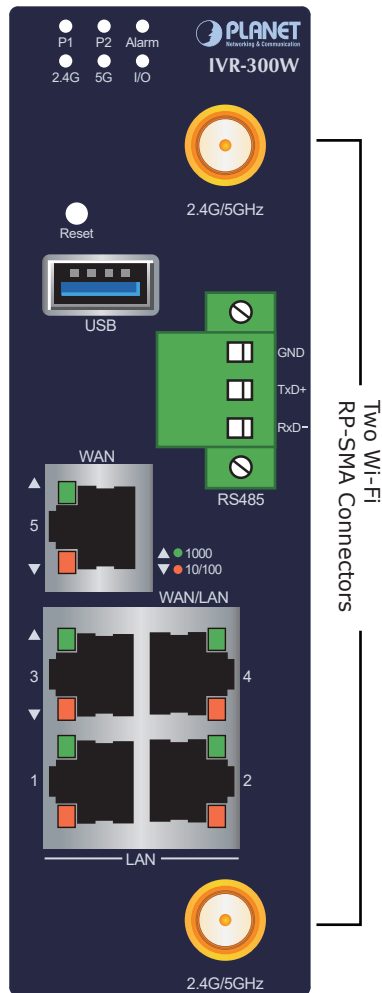 P1 P2 Alarm
2.4G 5G I/O
PLANET
Networking & Communication
IVR-300W
2.4G/5GHz
Reset
USB
GND
TxD+
RxD-
RS485
WAN
5
▲ ● 1000
▼ ● 10/100
WAN/LAN
3
4
1
2
LAN
2.4G/5GHz
Two Wi-Fi
RP-SMA Connectors